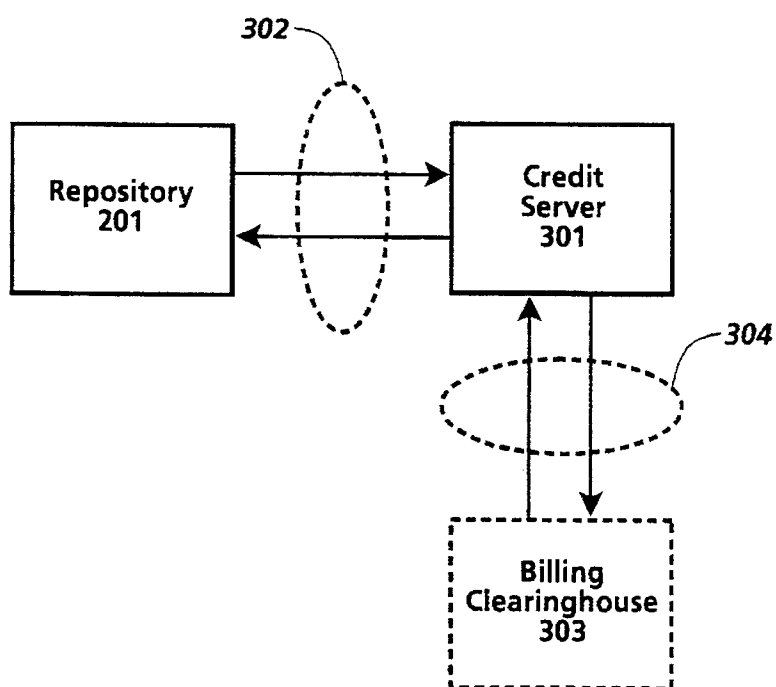 302
Repository
201
Credit
Server
301
304
Billing
Clearinghouse
303